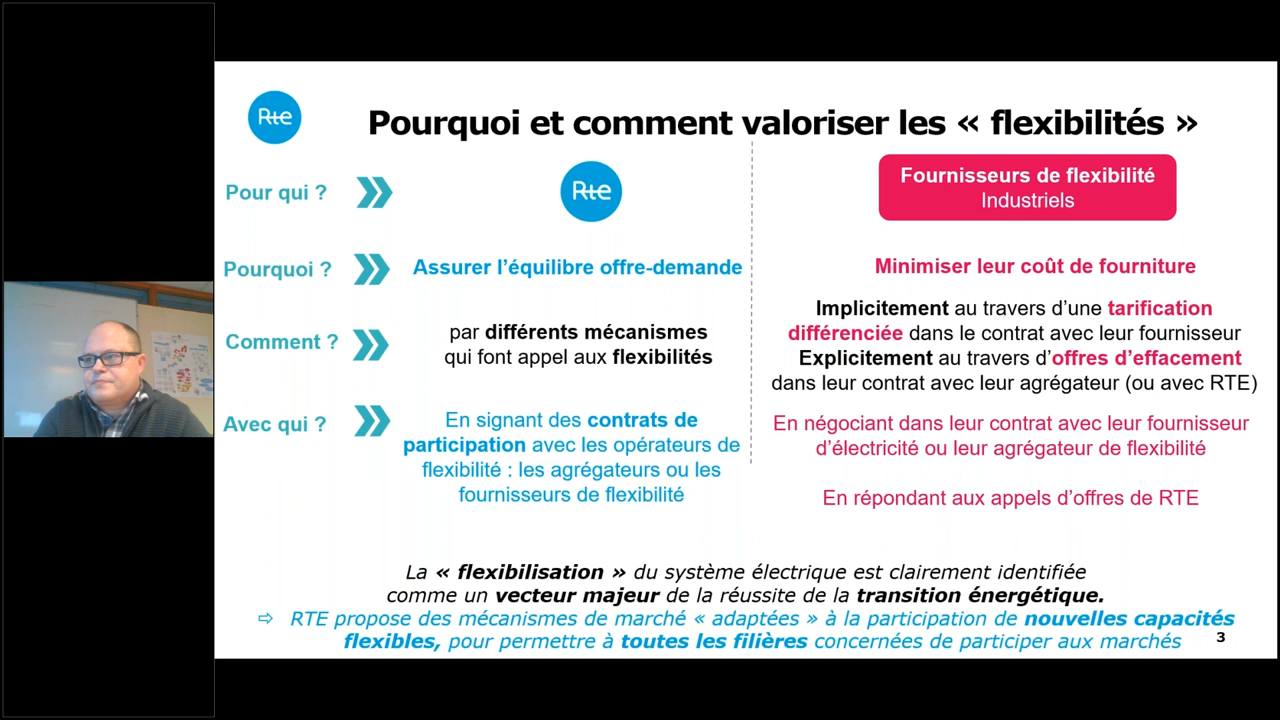 Rte
Pourquoi et comment valoriser les « flexibilités »
Pour qui ?
Rte
Fournisseurs de flexibilité
Industriels
Pourquoi ?
Assurer l’équilibre offre-demande
Minimiser leur coût de fourniture
Comment ?
par différents mécanismes
qui font appel aux flexibilités
Implicitement au travers d’une tarification
différenciée dans le contrat avec leur fournisseur
Explicitement au travers d’offres d’effacement
dans leur contrat avec leur agrégateur (ou avec RTE)
Avec qui ?
En signant des contrats de
participation avec les opérateurs de
flexibilité : les agrégateurs ou les
fournisseurs de flexibilité
En négociant dans leur contrat avec leur fournisseur
d’électricité ou leur agrégateur de flexibilité
En répondant aux appels d’offres de RTE
La « flexibilisation » du système électrique est clairement identifiée
comme un vecteur majeur de la réussite de la transition énergétique.
⇨ RTE propose des mécanismes de marché « adaptées » à la participation de nouvelles capacités
flexibles, pour permettre à toutes les filières concernées de participer aux marchés
3